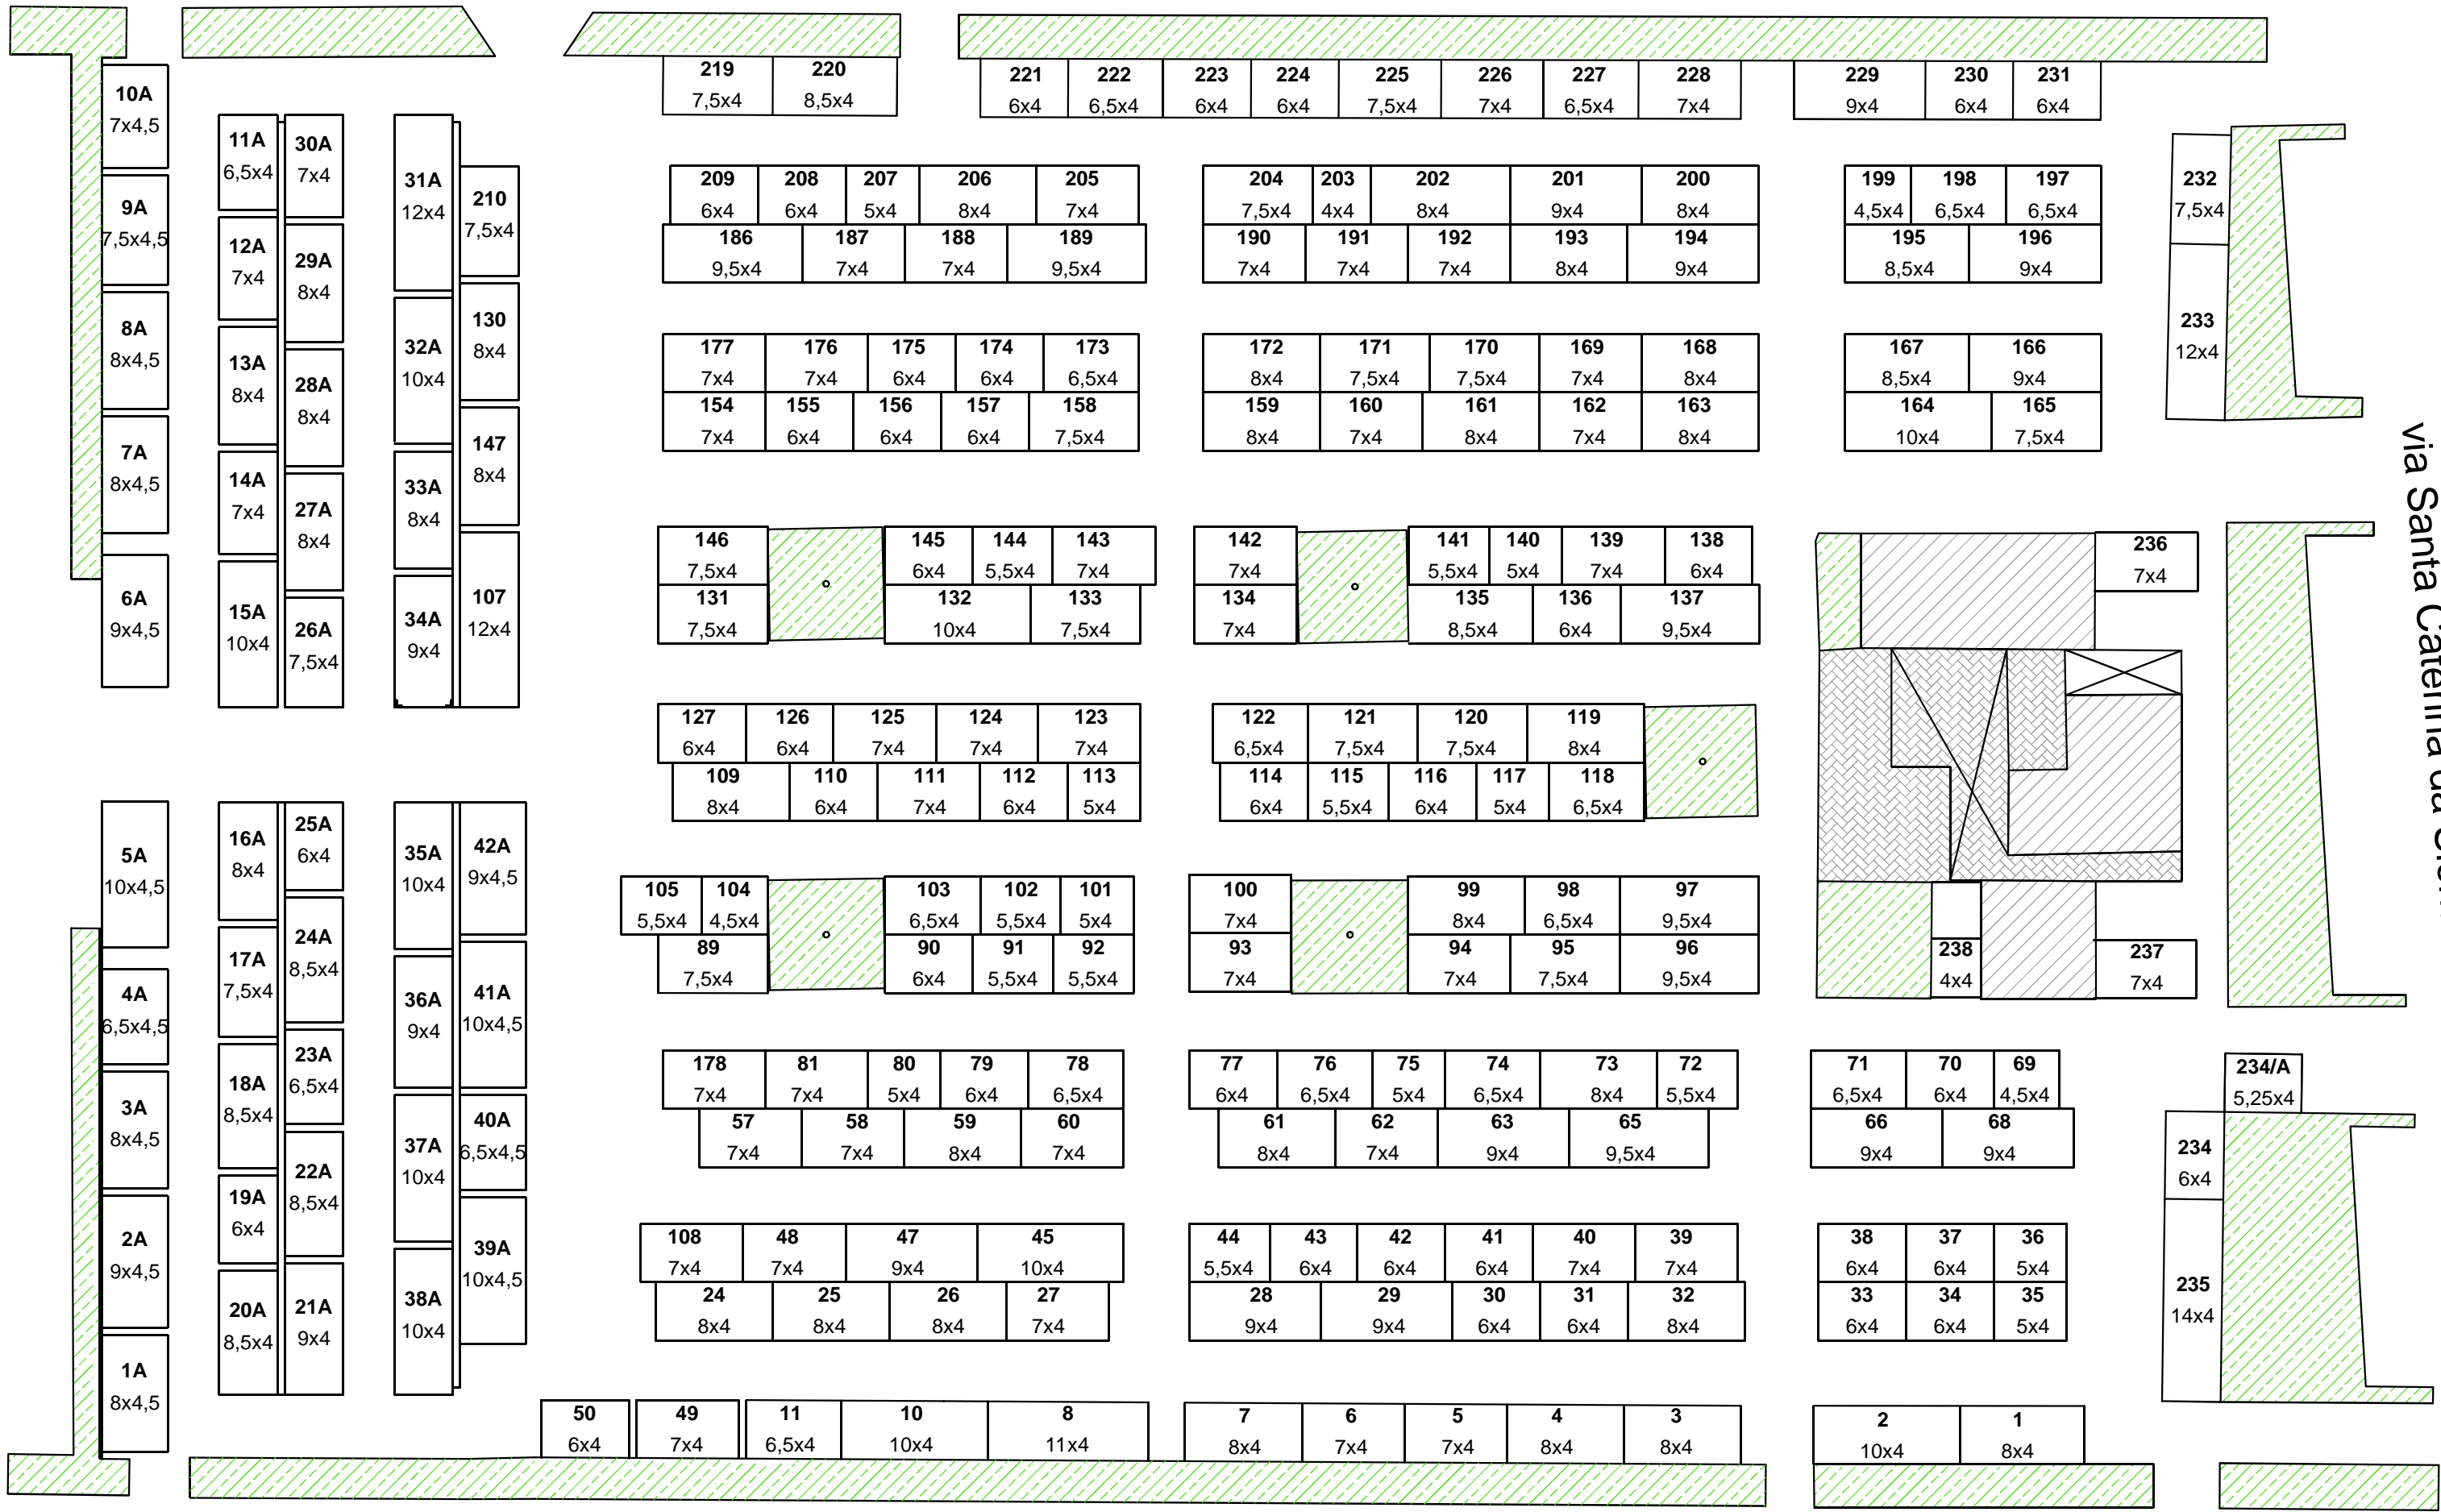 219
7,5x4
220
8,5x4
221
6x4
222
6,5x4
223
6x4
224
6x4
225
7,5x4
226
7x4
227
6,5x4
228
7x4
229
9x4
230
6x4
231
6x4
10A
7x4,5
9A
7,5x4,5
8A
8x4,5
7A
8x4,5
6A
9x4,5
11A
6,5x4
12A
7x4
13A
8x4
14A
7x4
15A
10x4
30A
7x4
29A
8x4
28A
8x4
27A
8x4
26A
7,5x4
31A
12x4
32A
10x4
33A
8x4
34A
9x4
210
7,5x4
130
8x4
147
8x4
107
12x4
209
6x4
208
6x4
207
5x4
206
8x4
205
7x4
186
9,5x4
187
7x4
188
7x4
189
9,5x4
204
7,5x4
203
4x4
202
8x4
201
9x4
200
8x4
190
7x4
191
7x4
192
7x4
193
8x4
194
9x4
199
4,5x4
198
6,5x4
197
6,5x4
195
8,5x4
196
9x4
232
7,5x4
233
12x4
177
7x4
176
7x4
175
6x4
174
6x4
173
6,5x4
154
7x4
155
6x4
156
6x4
157
6x4
158
7,5x4
172
8x4
171
7,5x4
170
7,5x4
169
7x4
168
8x4
159
8x4
160
7x4
161
8x4
162
7x4
163
8x4
167
8,5x4
166
9x4
164
10x4
165
7,5x4
via Santa Caterina da
146
7,5x4
145
6x4
144
5,5x4
143
7x4
131
7,5x4
132
10x4
133
7,5x4
142
7x4
141
5,5x4
140
5x4
139
7x4
138
6x4
134
7x4
135
8,5x4
136
6x4
137
9,5x4
236
7x4
127
6x4
126
6x4
125
7x4
124
7x4
123
7x4
109
8x4
110
6x4
111
7x4
112
6x4
113
5x4
122
6,5x4
121
7,5x4
120
7,5x4
119
8x4
114
6x4
115
5,5x4
116
6x4
117
5x4
118
6,5x4
5A
10x4,5
4A
6,5x4,5
3A
8x4,5
2A
9x4,5
1A
8x4,5
16A
8x4
17A
7,5x4
18A
8,5x4
19A
6x4
20A
8,5x4
25A
6x4
24A
8,5x4
23A
6,5x4
22A
8,5x4
21A
9x4
35A
10x4
36A
9x4
37A
10x4
38A
10x4
42A
9x4,5
41A
10x4,5
40A
6,5x4,5
39A
10x4,5
105
5,5x4
104
4,5x4
103
6,5x4
102
5,5x4
101
5x4
89
7,5x4
90
6x4
91
5,5x4
92
5,5x4
100
7x4
99
8x4
98
6,5x4
97
9,5x4
93
7x4
94
7x4
95
7,5x4
96
9,5x4
238
4x4
237
7x4
178
7x4
81
7x4
80
5x4
79
6x4
78
6,5x4
57
7x4
58
7x4
59
8x4
60
7x4
77
6x4
76
6,5x4
75
5x4
74
6,5x4
73
8x4
72
5,5x4
61
8x4
62
7x4
63
9x4
65
9,5x4
71
6,5x4
70
6x4
69
4,5x4
66
9x4
68
9x4
234/A
5,25x4
234
6x4
235
14x4
108
7x4
48
7x4
47
9x4
45
10x4
24
8x4
25
8x4
26
8x4
27
7x4
44
5,5x4
43
6x4
42
6x4
41
6x4
40
7x4
39
7x4
28
9x4
29
9x4
30
6x4
31
6x4
32
8x4
38
6x4
37
6x4
36
5x4
33
6x4
34
6x4
35
5x4
50
6x4
49
7x4
11
6,5x4
10
10x4
8
11x4
7
8x4
6
7x4
5
7x4
4
8x4
3
8x4
2
10x4
1
8x4